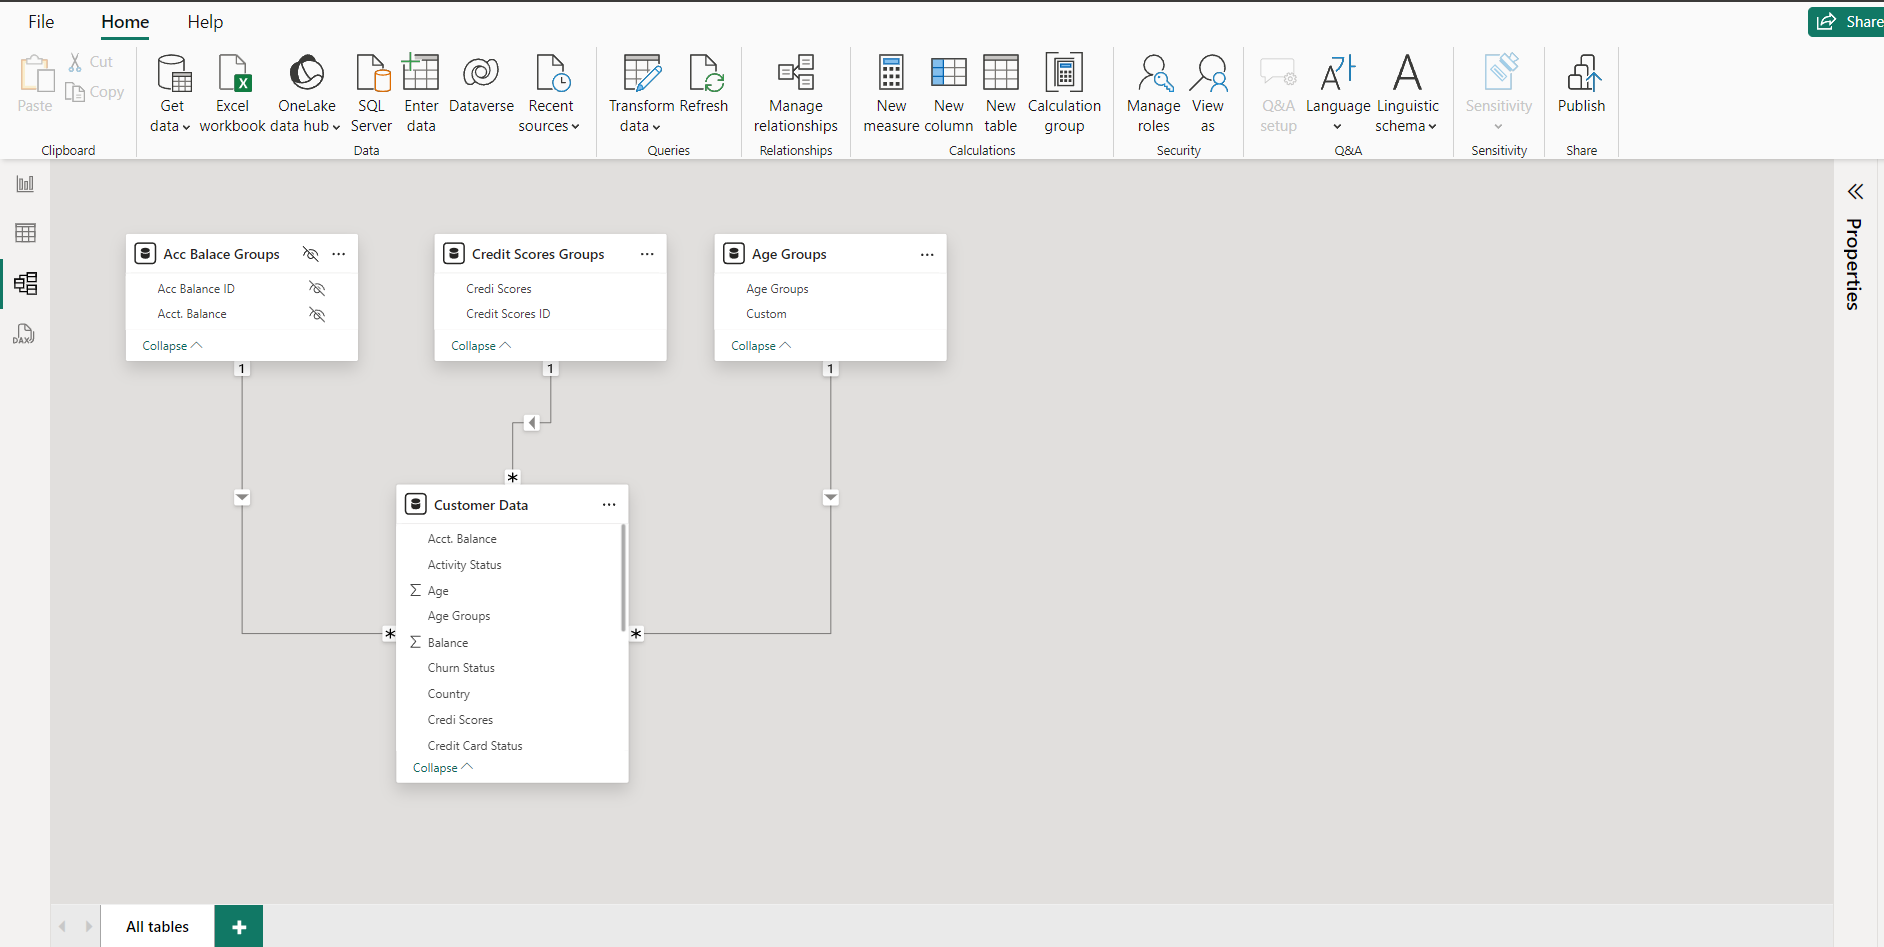 File Home Help
Share
Paste
Cut
Copy
Clipboard
Get data
Excel workbook
OneLake data hub
SQL Server
Enter data
Dataverse
Recent sources
Data
Transform data
Refresh
Queries
Manage relationships
Relationships
New measure
New column
New table
Calculation group
Calculations
Manage roles
View as
Security
Q&A setup
Language
Linguistic schema
Q&A
Sensitivity
Sensitivity
Publish
Share
DAX
Properties
Acc Balace Groups
Acc Balance ID
Acct. Balance
Collapse
1
Credit Scores Groups
Credi Scores
Credit Scores ID
Collapse
1
Age Groups
Age Groups
Custom
Collapse
1
*
Customer Data
Acct. Balance
Activity Status
Σ Age
Age Groups
Σ Balance
Churn Status
Country
Credi Scores
Credit Card Status
Collapse
*
*
All tables
+